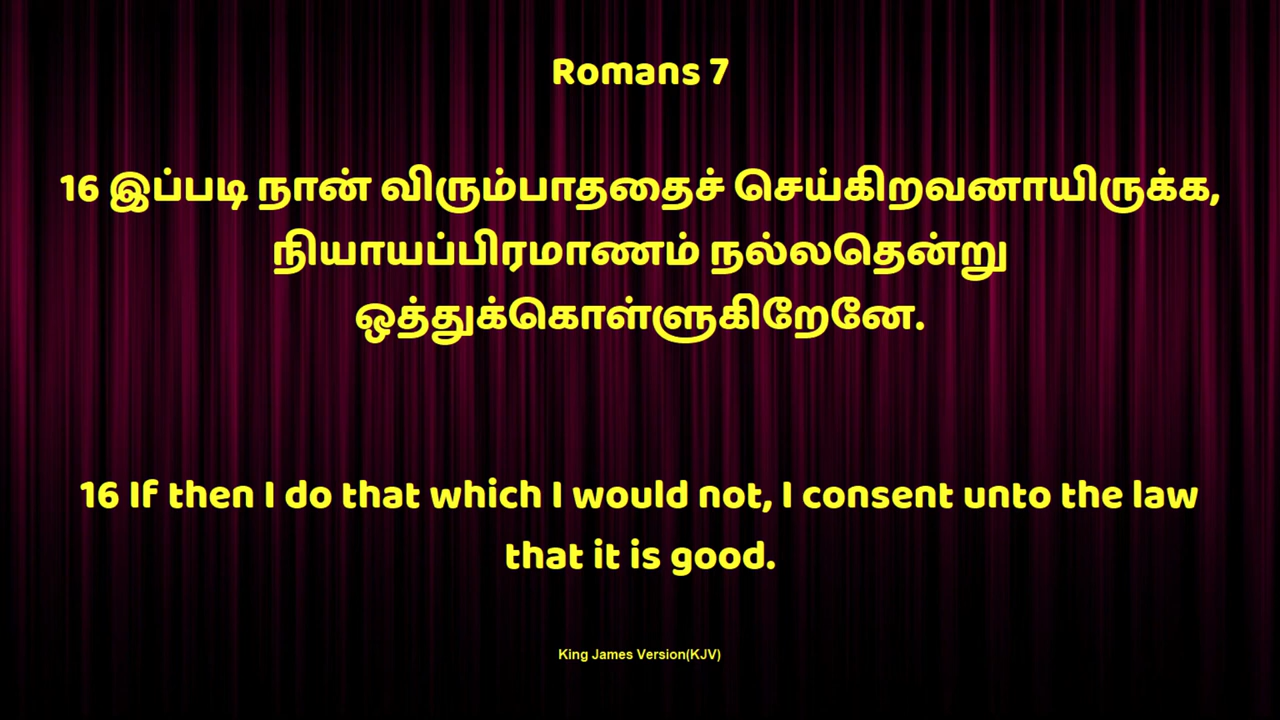 Romans 7
16 இப்படி நான் விரும்பாததைச் செய்கிறவனாயிருக்க,
நியாயப்பிரமாணம் நல்லதென்று
ஒத்துக்கொள்ளுகிறேனே.
16 If then I do that which I would not, I consent unto the law
that it is good.
King James Version(KJV)